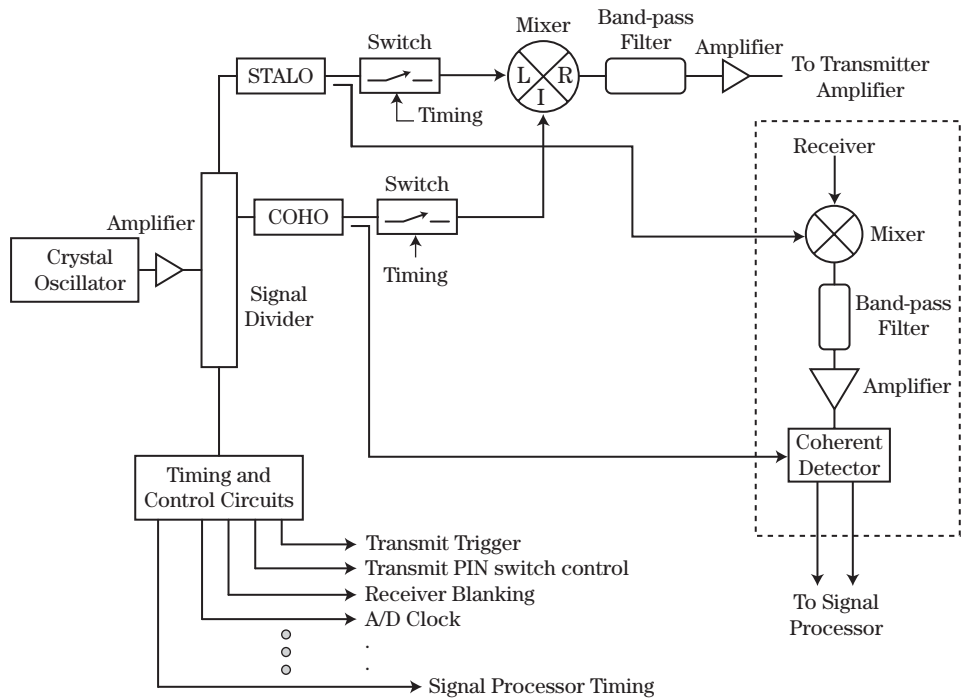 Mixer
Band-pass
Filter
Amplifier
Switch
STALO
L
R
I
To Transmitter
Amplifier
Timing
Receiver
Switch
Amplifier
COHO
Mixer
Crystal
Oscillator
Timing
Signal
Divider
Band-pass
Filter
Amplifier
Coherent
Detector
Timing and
Control Circuits
Transmit Trigger
Transmit PIN switch control
Receiver Blanking
A/D Clock
To Signal
Processor
.
.
Signal Processor Timing